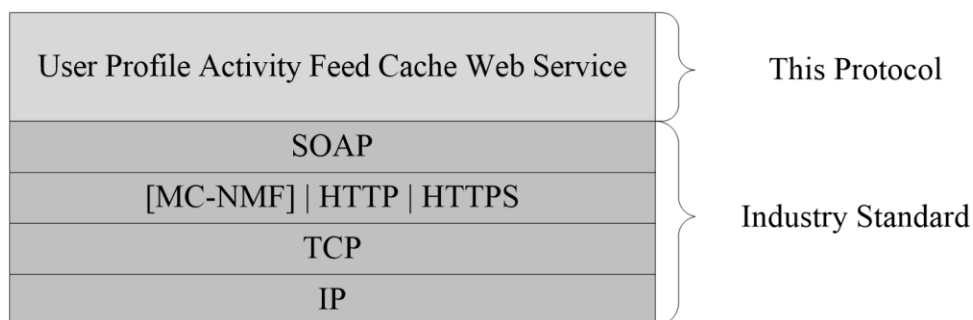 User Profile Activity Feed Cache Web Service
This Protocol
SOAP
[MC-NMF] | HTTP | HTTPS
TCP
IP
Industry Standard